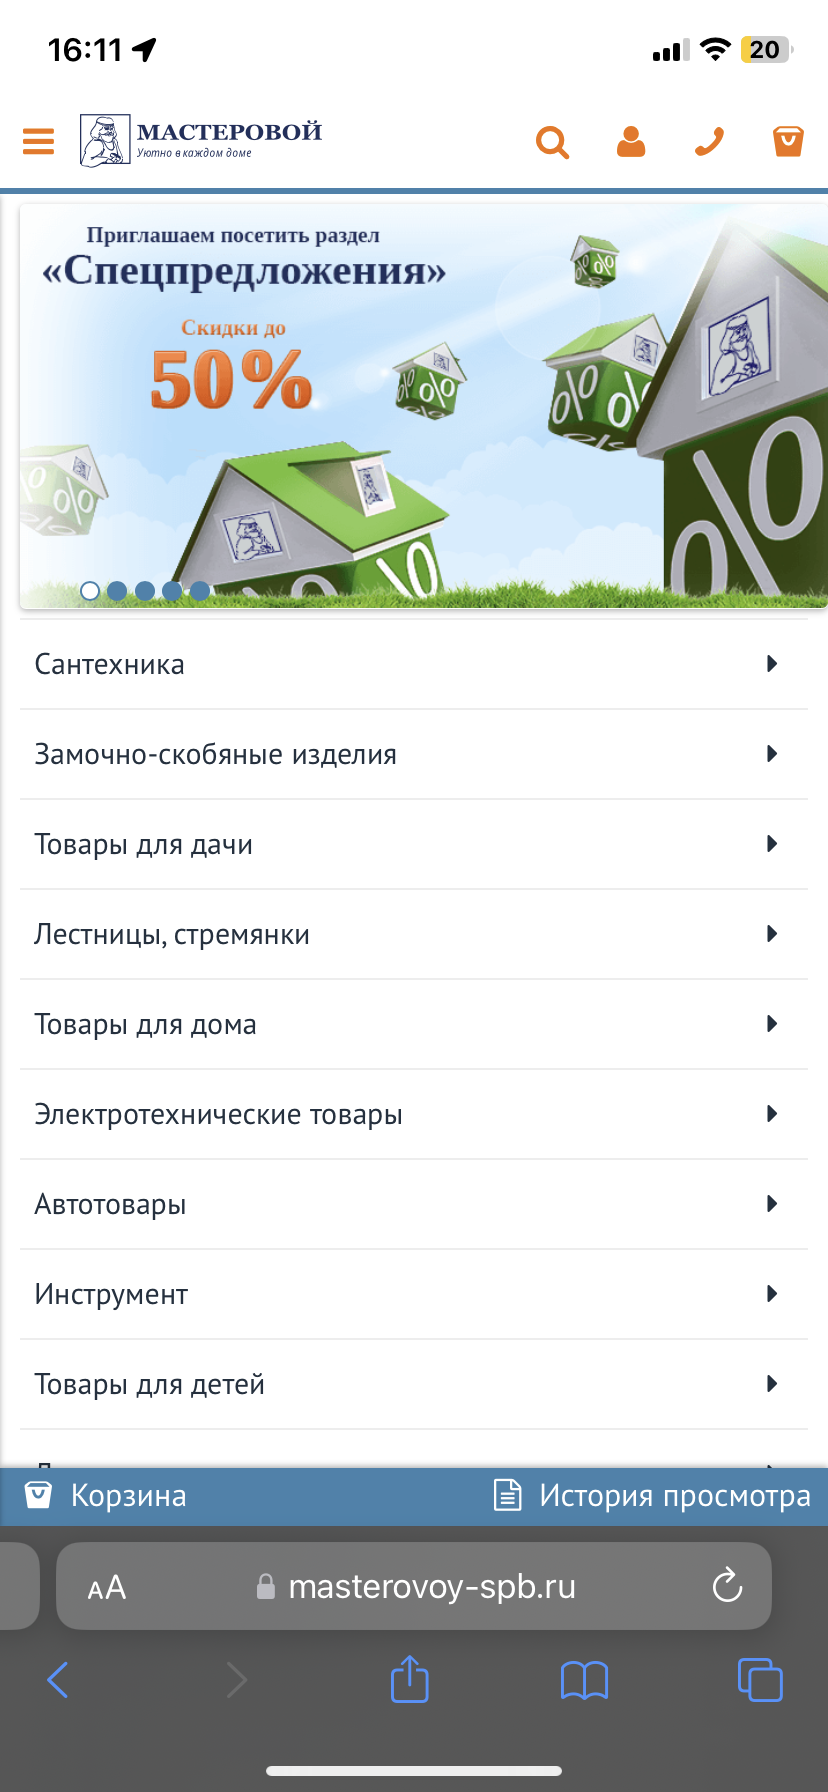 16:11
20
МАСТЕРОВОЙ
Уютно в каждом доме
Приглашаем посетить раздел
«Спецпредложения»
Скидки до
50%
Сантехника
Замочно-скобяные изделия
Товары для дачи
Лестницы, стремянки
Товары для дома
Электротехнические товары
Автотовары
Инструмент
Товары для детей
Корзина
История просмотра
AA
masterovoy-spb.ru